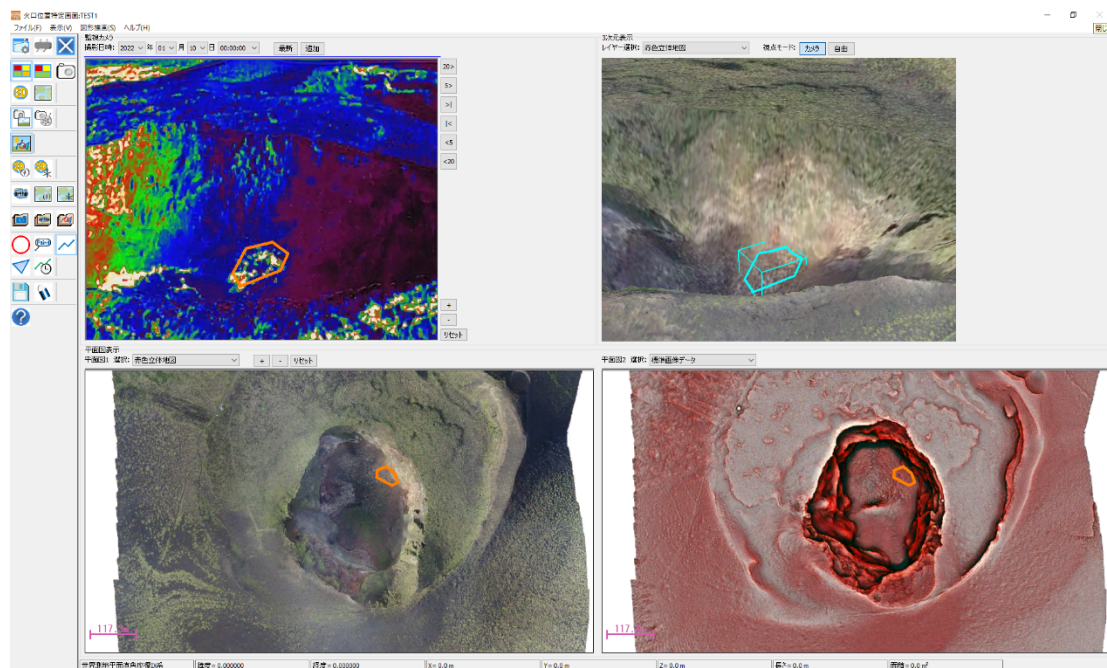 火口位置特定画面:TEST1
ファイル(F) 表示(V) 図形描画(S) ヘルプ(H)
監視カメラ
撮影日時: 2022 年 01 月 10 日 00:00:00 最新 追加
20>
5>
>|
|<
<5
<20
+
-
リセット
3次元表示
レイヤー選択: 赤色立体地図 視点モード: カメラ 自由
平面図表示
平面図1 選択: 赤色立体地図 + - リセット
117.
平面図2 選択: 標準画像データ
117.
緯度= 0.000000 経度= 0.000000 X= 0.0 m Y= 0.0 m Z= 0.0 m 長さ= 0.0 m 面積= 0.0 m²